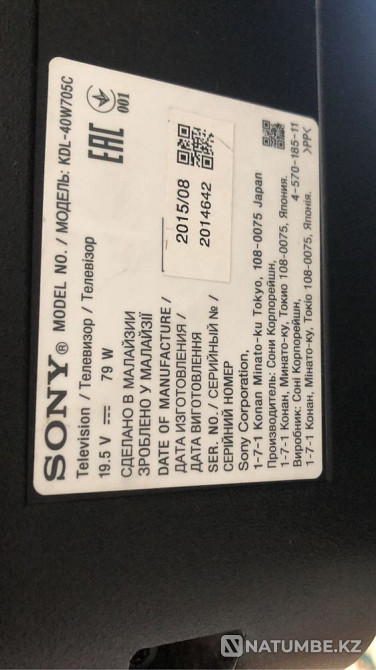 SONY® MODEL NO. / МОДЕЛЬ: KDL-40W705C
Television / Телевизор / Телевізор
19.5 V ⎓ 79 W
СДЕЛАНО В МАЛАЙЗИИ
ЗРОБЛЕНО У МАЛАЙЗІЇ
DATE OF MANUFACTURE /
ДАТА ИЗГОТОВЛЕНИЯ /
ДАТА ВИГОТОВЛЕННЯ
2015/08
SER. NO. / СЕРИЙНЫЙ № /
СЕРІЙНИЙ НОМЕР
2014642
EAC
001
Sony Corporation,
1-7-1 Konan Minato-ku Tokyo, 108-0075 Japan
Производитель: Сони Корпорейшн,
1-7-1 Конан, Минато-ку, Токио 108-0075, Япония.
Виробник: Соні Корпорейшн,
1-7-1 Конан, Мінато-ку, Токіо 108-0075, Японія.
4-570-185-11
>PP<
NATUMBE.KZ